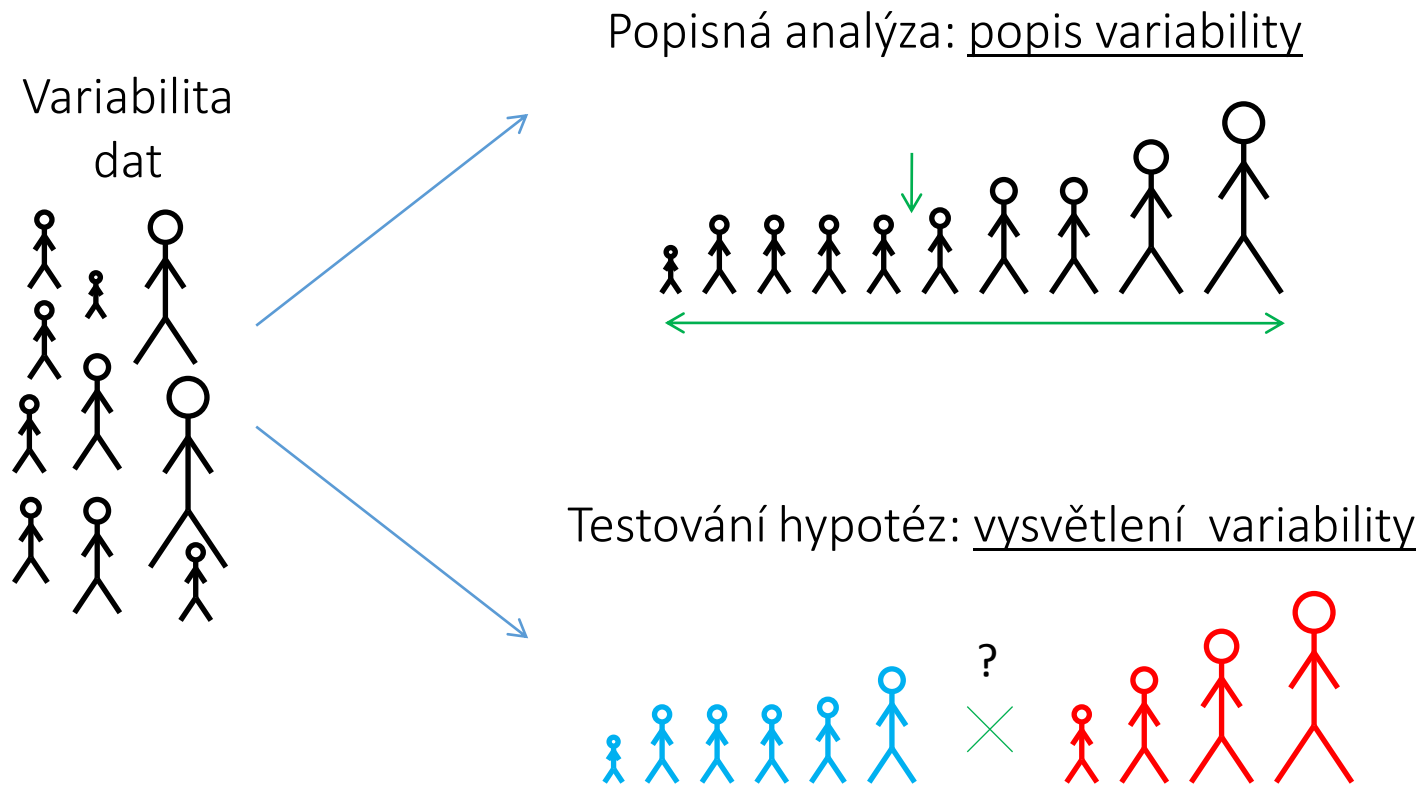 Popisná analýza: popis variability
Variabilita
dat
Testování hypotéz: vysvětlení  variability
?